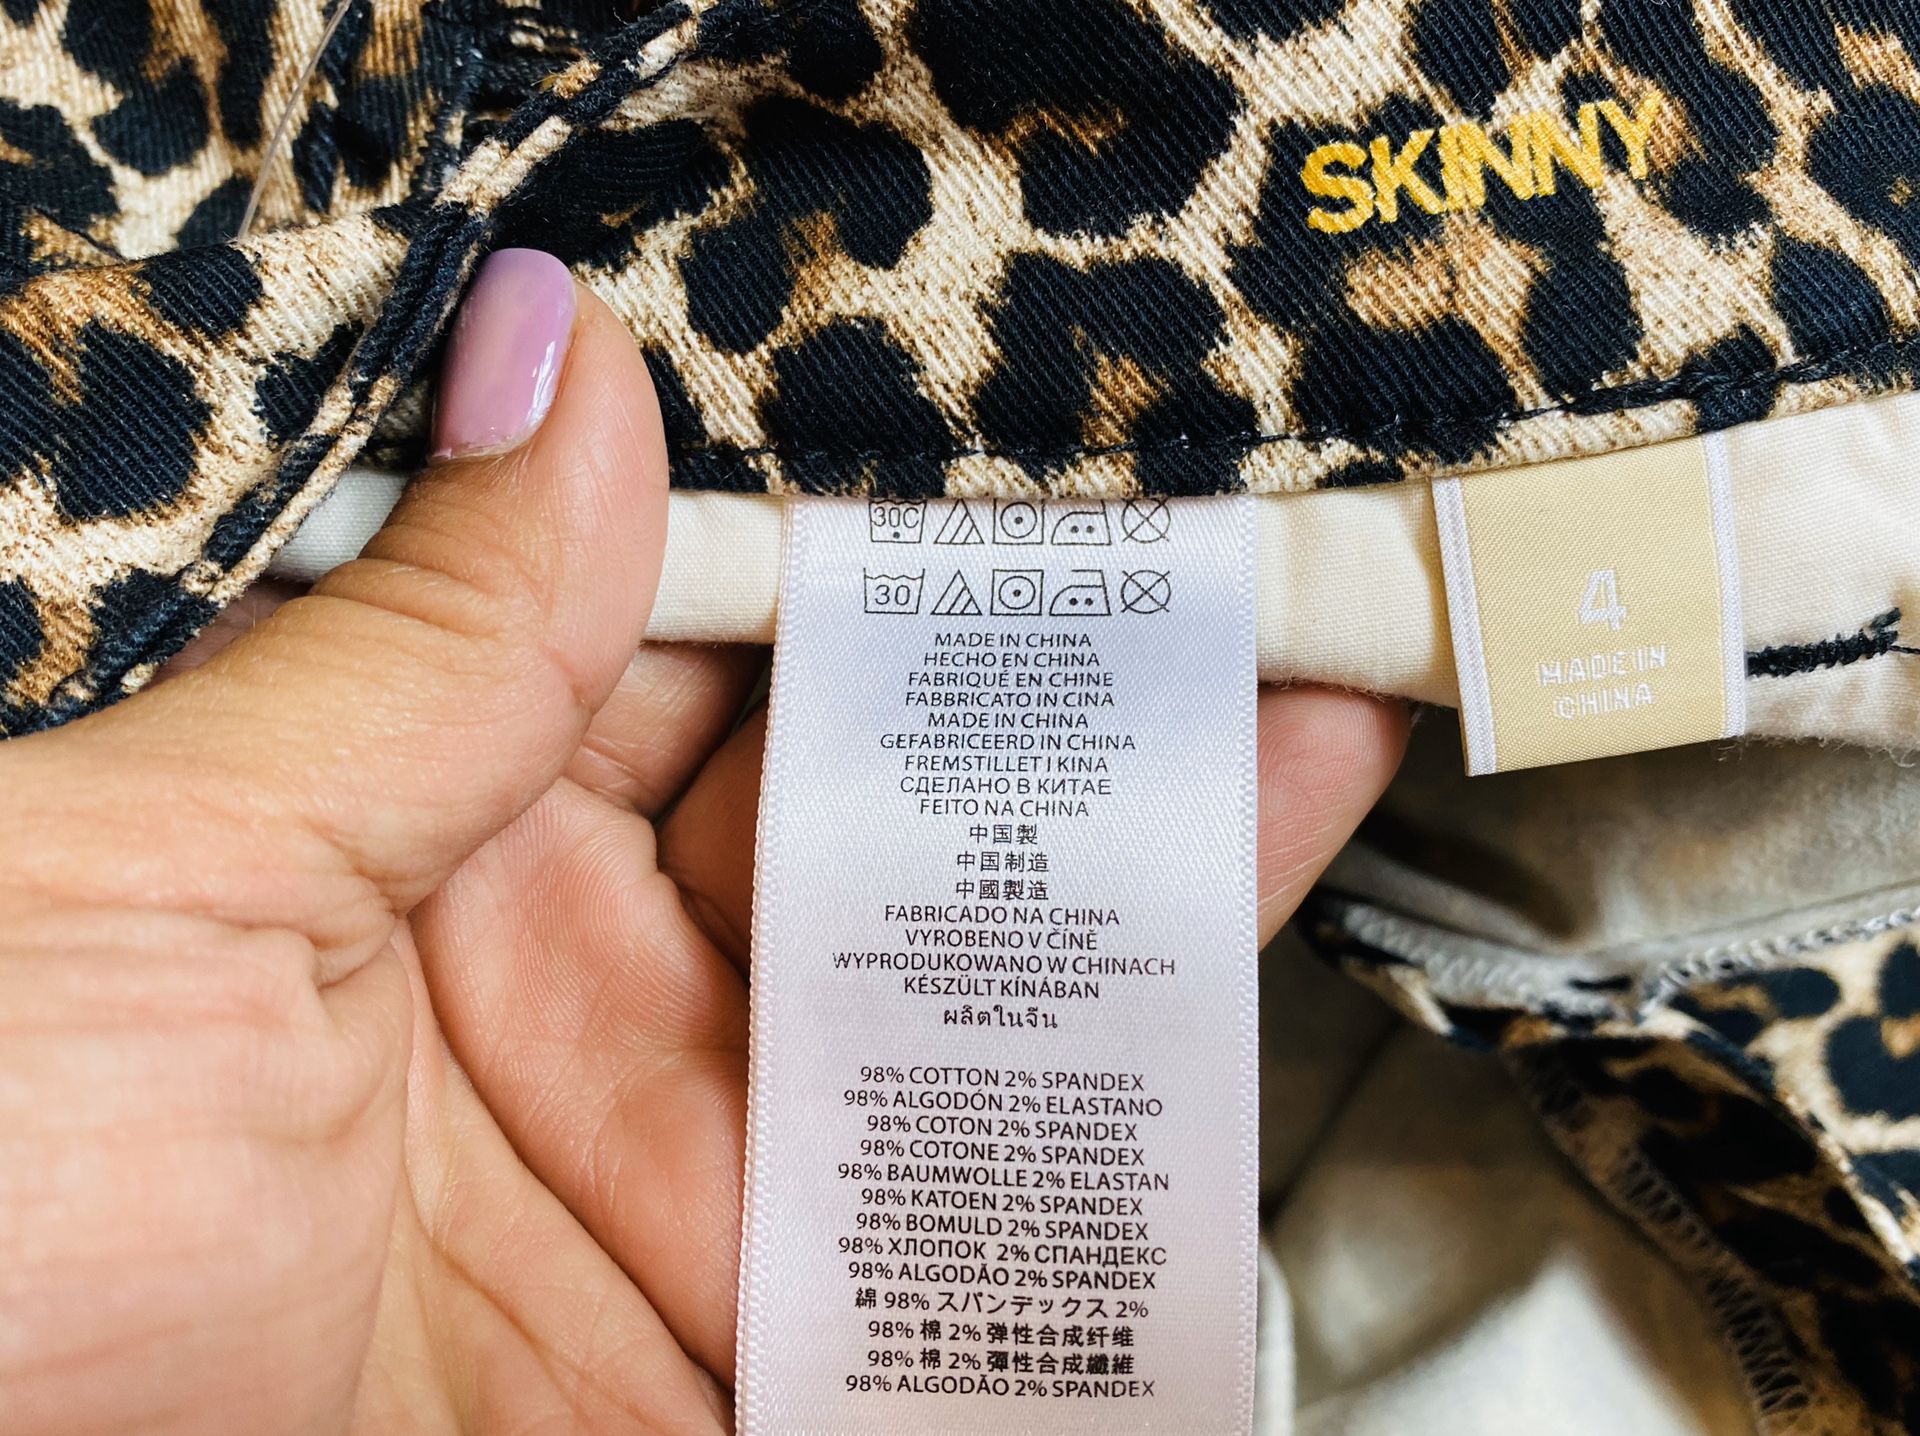 SKINNY
30C
30
MADE IN CHINA
HECHO EN CHINA
FABRIQUÉ EN CHINE
FABBRICATO IN CINA
MADE IN CHINA
GEFABRICEERD IN CHINA
FREMSTILLET I KINA
СДЕЛАНО В КИТАЕ
FEITO NA CHINA
中国製
中国制造
中國製造
FABRICADO NA CHINA
VYROBENO V ČÍNĚ
WYPRODUKOWANO W CHINACH
KÉSZÜLT KÍNÁBAN
ผลิตในจีน
98% COTTON 2% SPANDEX
98% ALGODÓN 2% ELASTANO
98% COTON 2% SPANDEX
98% COTONE 2% SPANDEX
98% BAUMWOLLE 2% ELASTAN
98% KATOEN 2% SPANDEX
98% BOMULD 2% SPANDEX
98% ХЛОПОК 2% СПАНДЕКС
98% ALGODÃO 2% SPANDEX
綿 98% スパンデックス 2%
98% 棉 2% 弹性合成纤维
98% 棉 2% 彈性合成纖維
98% ALGODÃO 2% SPANDEX
4
MADE IN
CHINA